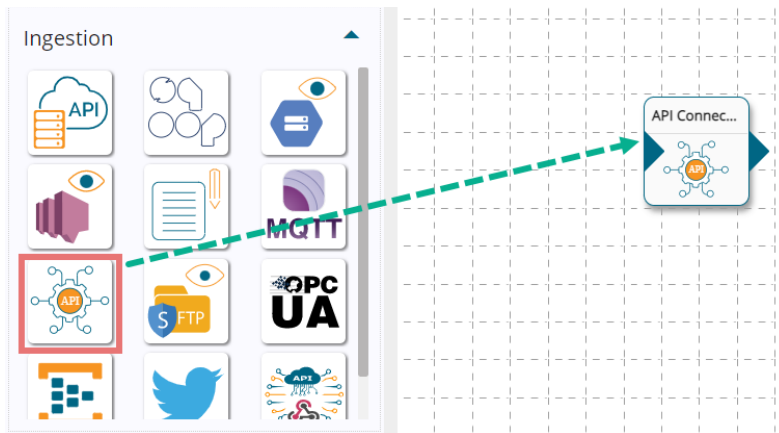 Ingestion
API
API Connec...
API
MQTT
API
S FTP
OPC
UA
API